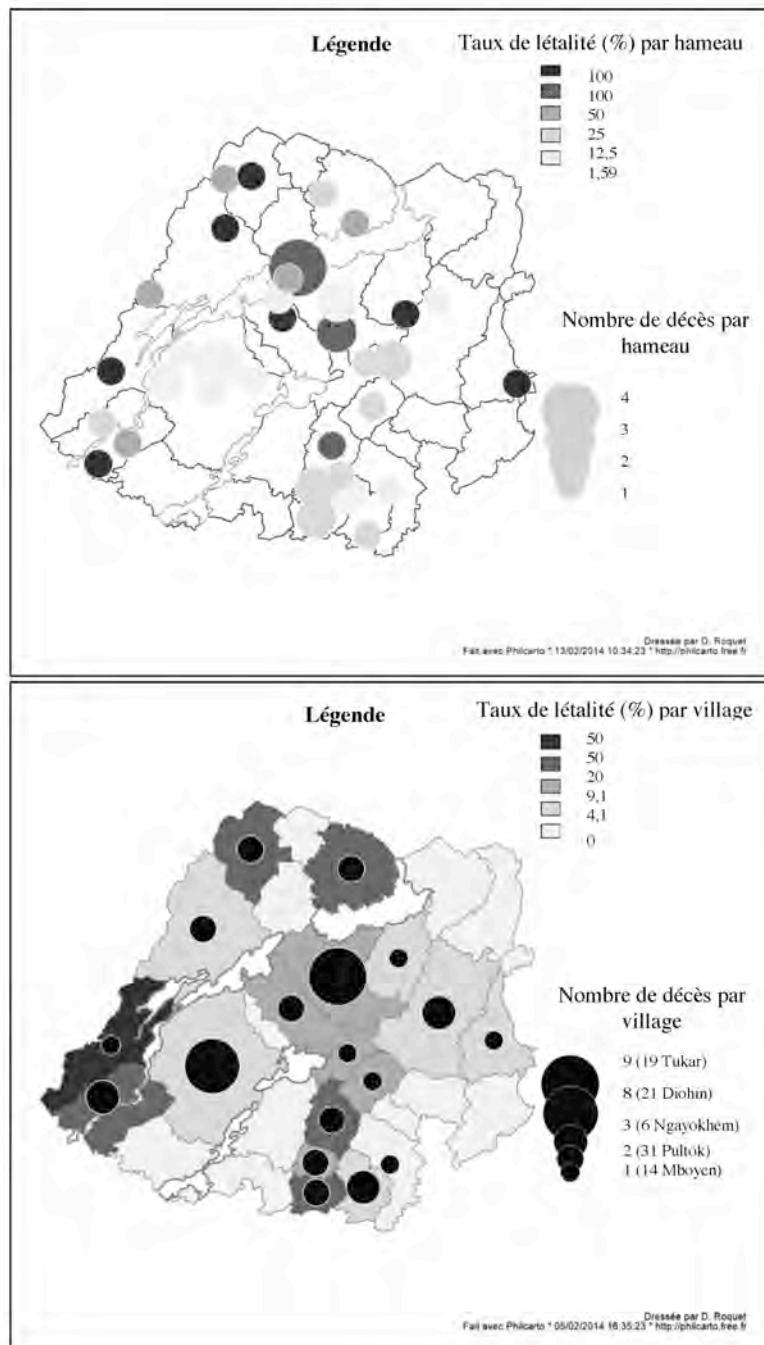 Légende
Taux de létalité (%) par hameau
100
100
50
25
12,5
1,59
Nombre de décès par
hameau
4
3
2
1
Dressée par D. Roquet
Fait avec Philcarto * 13/02/2014 10:34:23 * http://philcarto.free.fr
Légende
Taux de létalité (%) par village
50
50
20
9,1
4,1
0
Nombre de décès par
village
9 (19 Tukar)
8 (21 Diohin)
3 (6 Ngayokhem)
2 (31 Pultok)
1 (14 Mboyen)
Dressée par D. Roquet
Fait avec Philcarto * 05/02/2014 16:35:23 * http://philcarto.free.fr